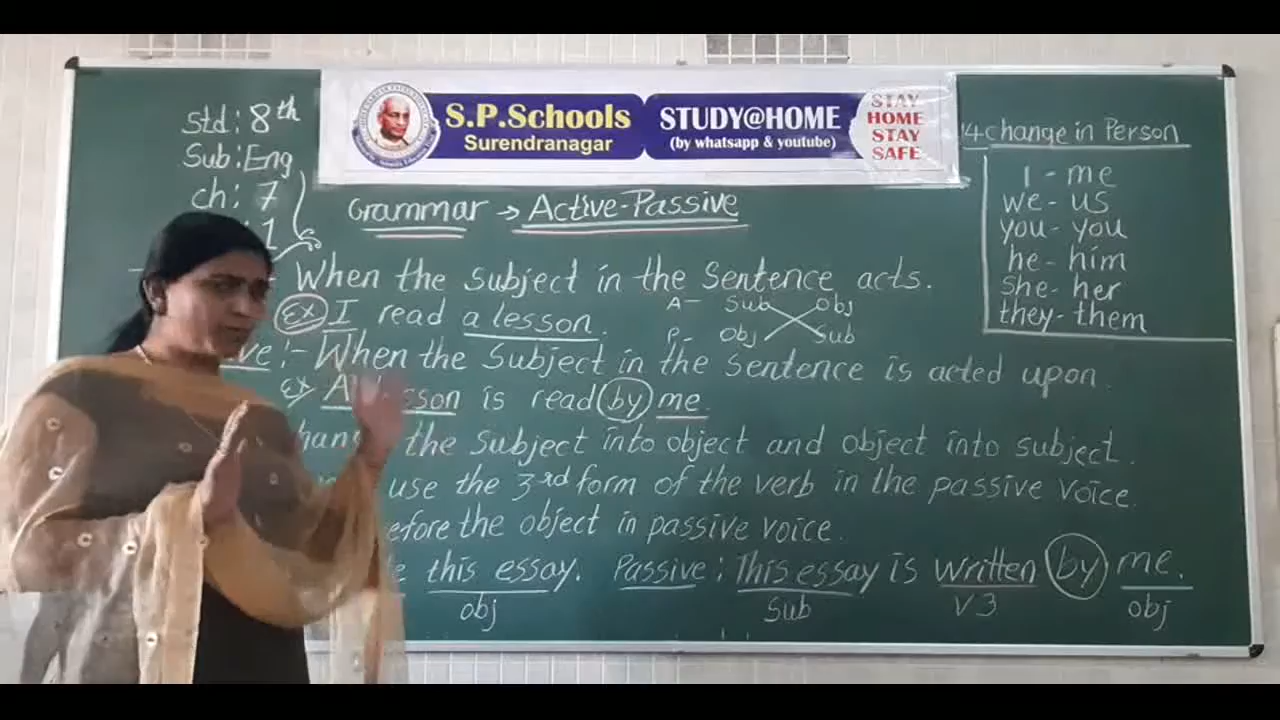 Std: 8th
Sub: Eng
ch: 7
1
S.P.Schools
Surendranagar
STUDY@HOME
(by whatsapp & youtube)
STAY
HOME
STAY
SAFE
Grammar → Active-Passive
When the Subject in the Sentence acts.
Ex I read a lesson.
A- Sub Obj
P- Obj Sub
:- When the Subject in the Sentence is acted upon.
Ex is read by me.
the Subject into object and object into subject.
use the 3rd form of the verb in the passive voice.
the object in passive voice.
this essay. Passive: This essay is written by me.
obj Sub V3 obj
4 change in Person
I - me
we - us
you - you
he - him
She - her
they - them